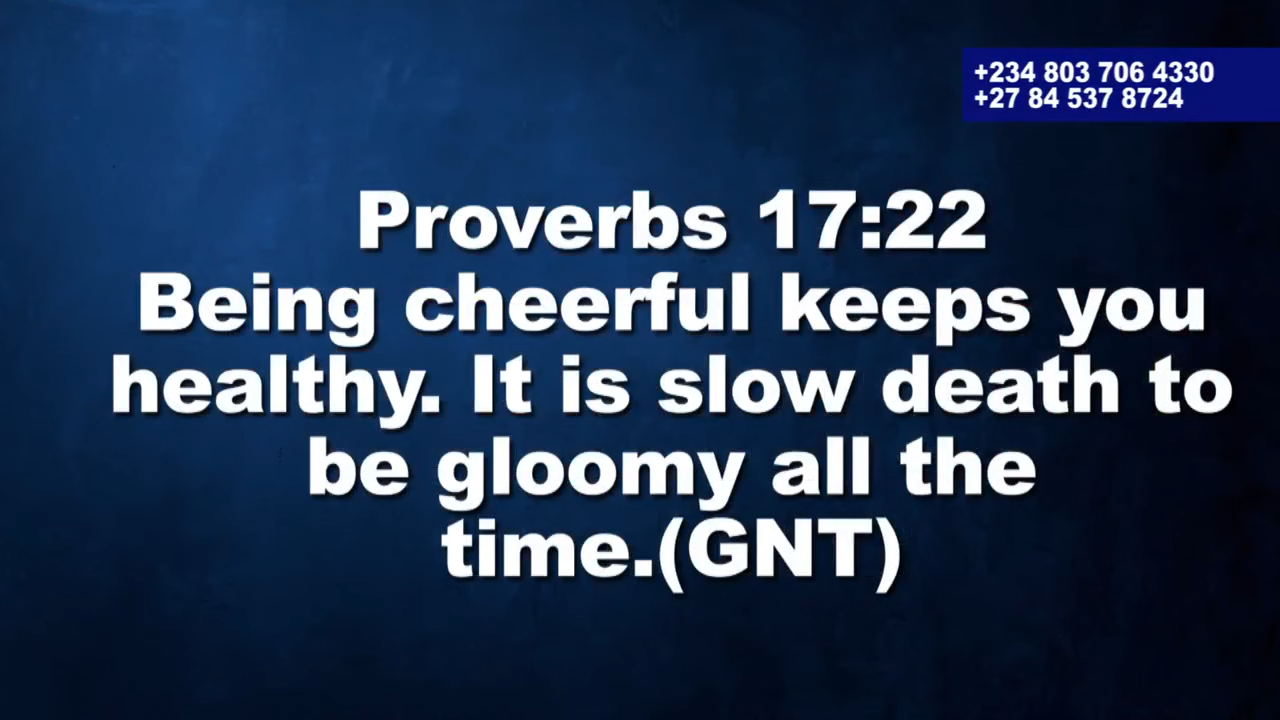 +234 803 706 4330
+27 84 537 8724
Proverbs 17:22
Being cheerful keeps you
healthy. It is slow death to
be gloomy all the
time.(GNT)